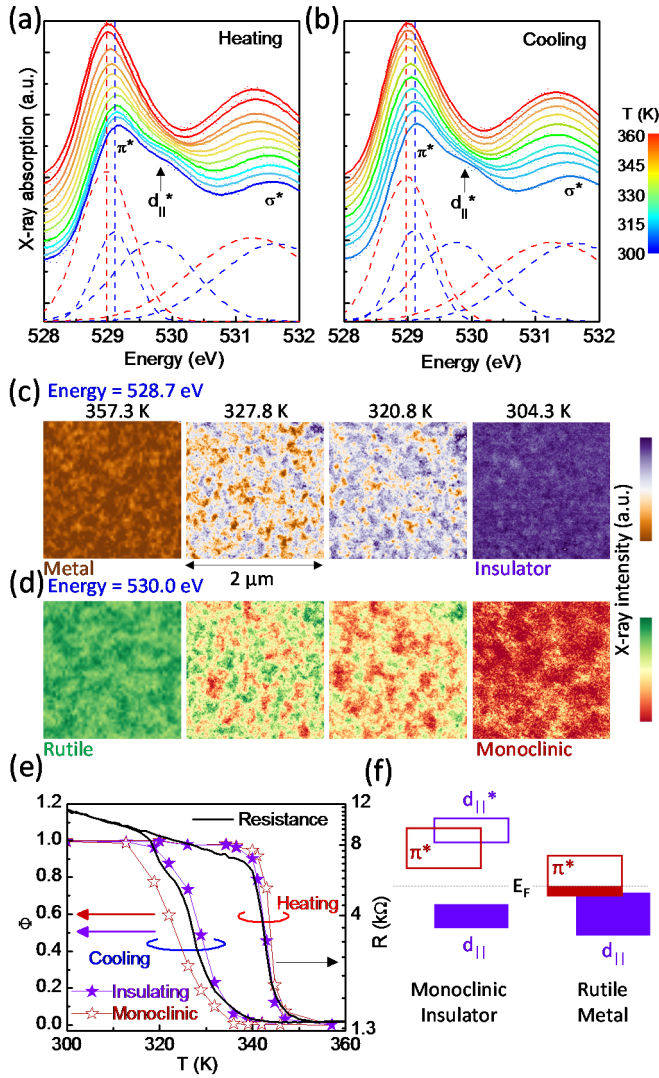 (a)
Heating
π*
d||*
σ*
X-ray absorption (a.u.)
528 529 530 531 532
Energy (eV)
(b)
Cooling
π*
d||*
σ*
528 529 530 531 532
Energy (eV)
T (K)
360
345
330
315
300
(c) Energy = 528.7 eV
357.3 K 327.8 K 320.8 K 304.3 K
Metal
Insulator
2 μm
(d) Energy = 530.0 eV
Rutile
Monoclinic
X-ray intensity (a.u.)
(e)
1.2
1.0
0.8
0.6
0.4
0.2
0.0
Φ
Resistance
Heating
Cooling
Insulating
Monoclinic
12
8
4
1.3
R (kΩ)
300 320 340 360
T (K)
(f)
d||*
π*
π*
EF
d||
d||
Monoclinic
Insulator
Rutile
Metal